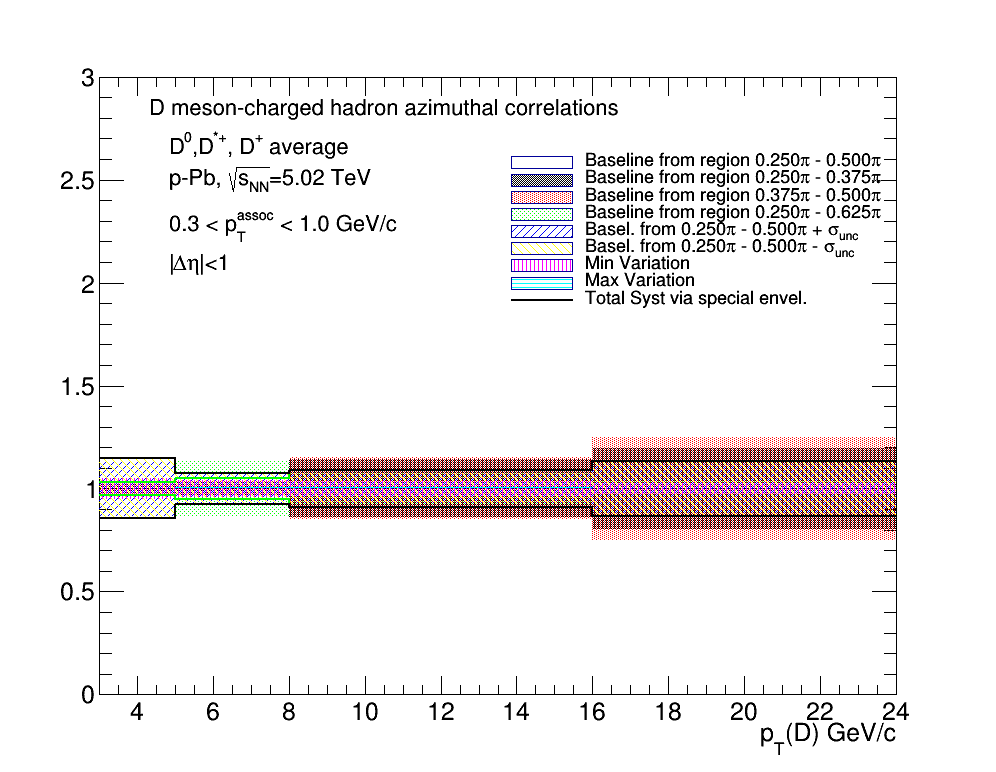 D meson-charged hadron azimuthal correlations
D⁰,D*⁺, D⁺ average
p-Pb, √sNN=5.02 TeV
0.3 < pTassoc < 1.0 GeV/c
|Δη|<1
Baseline from region 0.250π - 0.500π
Baseline from region 0.250π - 0.375π
Baseline from region 0.375π - 0.500π
Baseline from region 0.250π - 0.625π
Basel. from 0.250π - 0.500π + σunc
Basel. from 0.250π - 0.500π - σunc
Min Variation
Max Variation
Total Syst via special envel.
3
2.5
2
1.5
1
0.5
0
4 6 8 10 12 14 16 18 20 22 24
pT(D) GeV/c